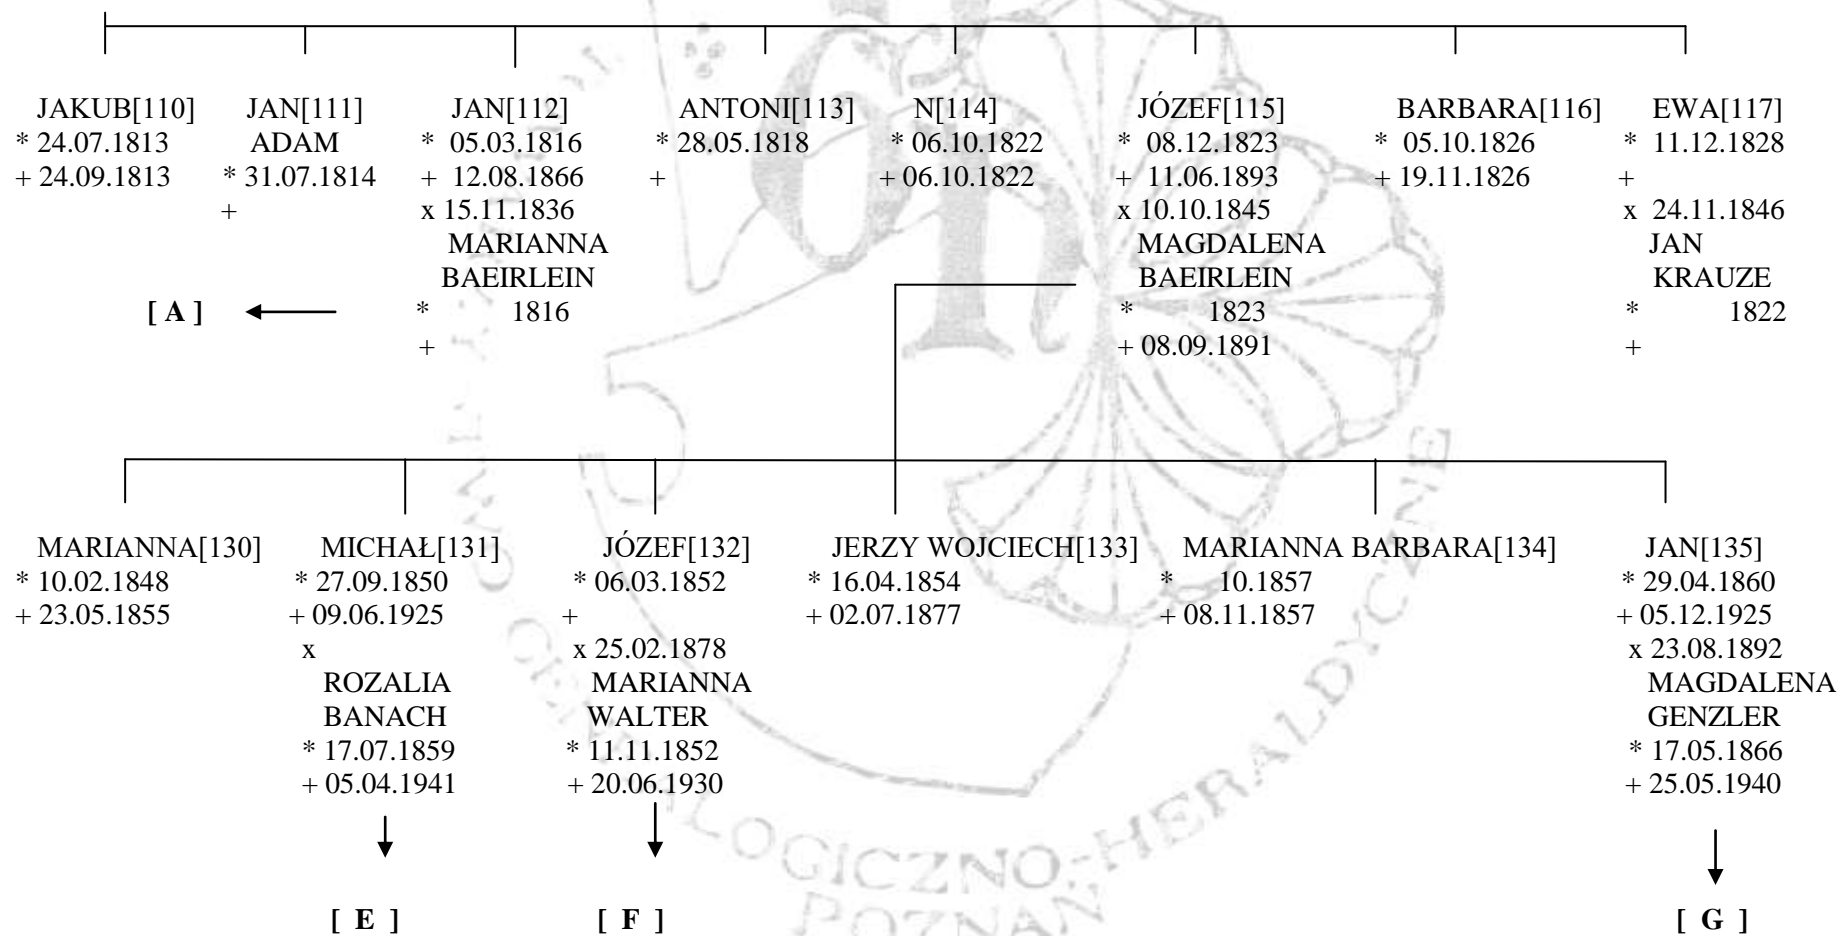 JAKUB[110] JAN[111] JAN[112] ANTONI[113] N[114] JÓZEF[115] BARBARA[116] EWA[117]
* 24.07.1813 ADAM * 05.03.1816 * 28.05.1818 * 06.10.1822 * 08.12.1823 * 05.10.1826 * 11.12.1828
+ 24.09.1813 * 31.07.1814 + 12.08.1866 + + 06.10.1822 + 11.06.1893 + 19.11.1826 +
+ x 15.11.1836 x 10.10.1845 x 24.11.1846
MARIANNA MAGDALENA JAN
BAEIRLEIN BAEIRLEIN KRAUZE
[ A ] * 1816 * 1823 * 1822
+ + 08.09.1891 +
MARIANNA[130] MICHAŁ[131] JÓZEF[132] JERZY WOJCIECH[133] MARIANNA BARBARA[134] JAN[135]
* 10.02.1848 * 27.09.1850 * 06.03.1852 * 16.04.1854 * 10.1857 * 29.04.1860
+ 23.05.1855 + 09.06.1925 + + 02.07.1877 + 08.11.1857 + 05.12.1925
x x 25.02.1878 x 23.08.1892
ROZALIA MARIANNA MAGDALENA
BANACH WALTER GENZLER
* 17.07.1859 * 11.11.1852 * 17.05.1866
+ 05.04.1941 + 20.06.1930 + 25.05.1940
[ E ] [ F ] [ G ]
POZNAŃ